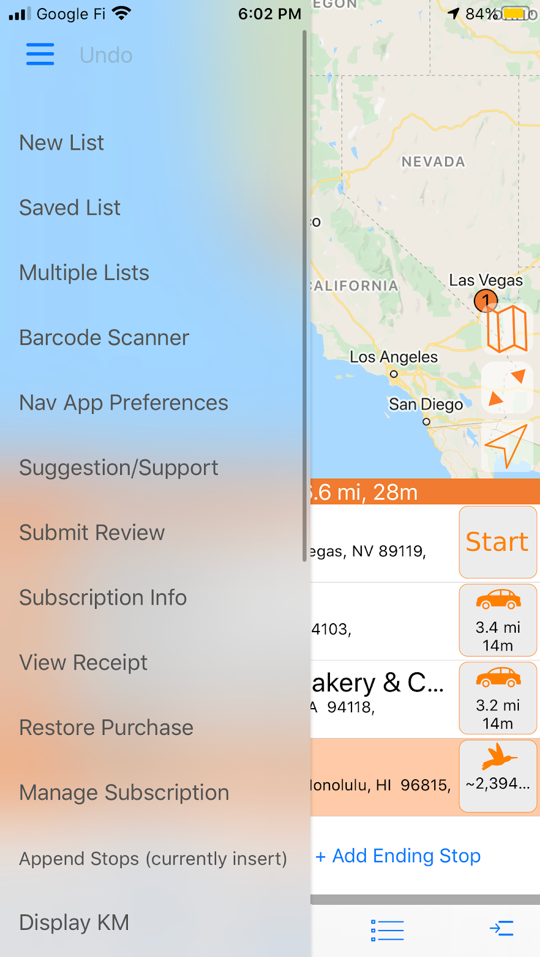 Google Fi
6:02 PM
84%
EGON
Undo
New List
Saved List
Multiple Lists
Barcode Scanner
Nav App Preferences
Suggestion/Support
Submit Review
Subscription Info
View Receipt
Restore Purchase
Manage Subscription
Append Stops (currently insert)
Display KM
NEVADA
co
CALIFORNIA
Las Vegas
1
Los Angeles
San Diego
.6 mi, 28m
egas, NV 89119,
Start
4103,
3.4 mi
14m
akery & C...
A 94118,
3.2 mi
14m
Honolulu, HI 96815,
~2,394...
+ Add Ending Stop